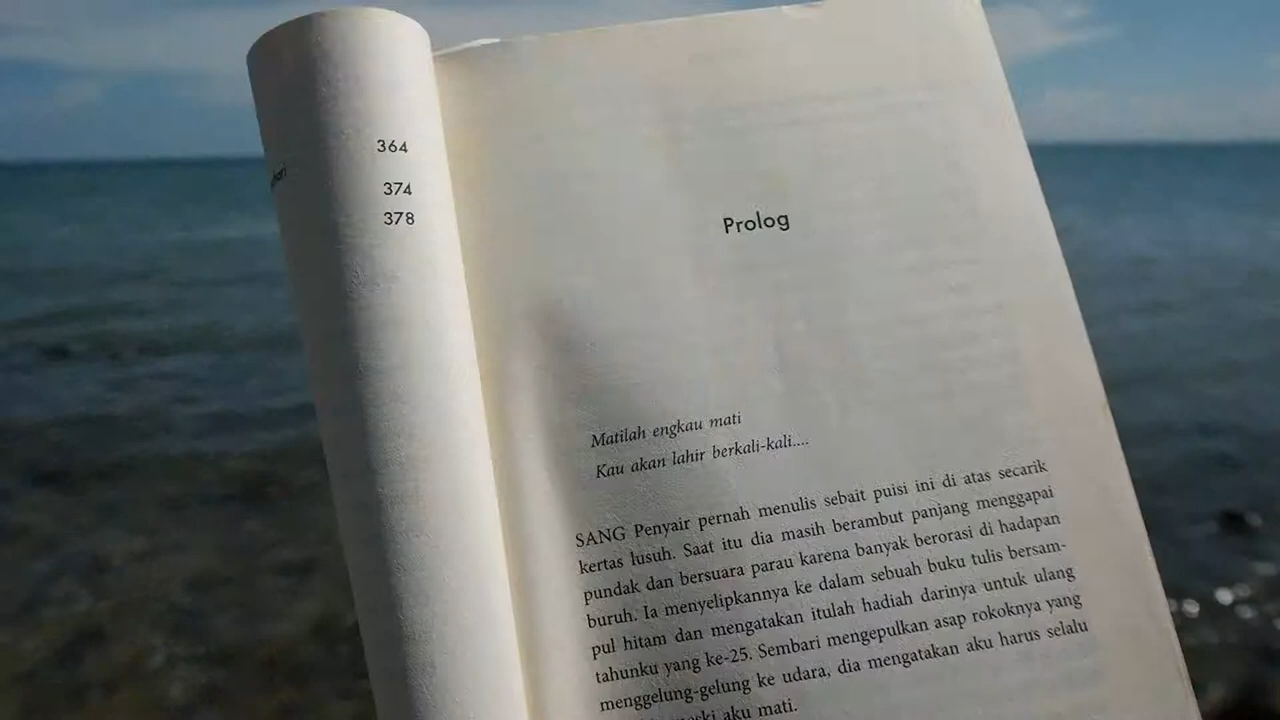 364
374
378
Prolog
Matilah engkau mati
Kau akan lahir berkali-kali....
SANG Penyair pernah menulis sebait puisi ini di atas secarik
kertas lusuh. Saat itu dia masih berambut panjang menggapai
pundak dan bersuara parau karena banyak berorasi di hadapan
buruh. Ia menyelipkannya ke dalam sebuah buku tulis bersam-
pul hitam dan mengatakan itulah hadiah darinya untuk ulang
tahunku yang ke-25. Sembari mengepulkan asap rokoknya yang
menggelung-gelung ke udara, dia mengatakan aku harus selalu
aku mati.